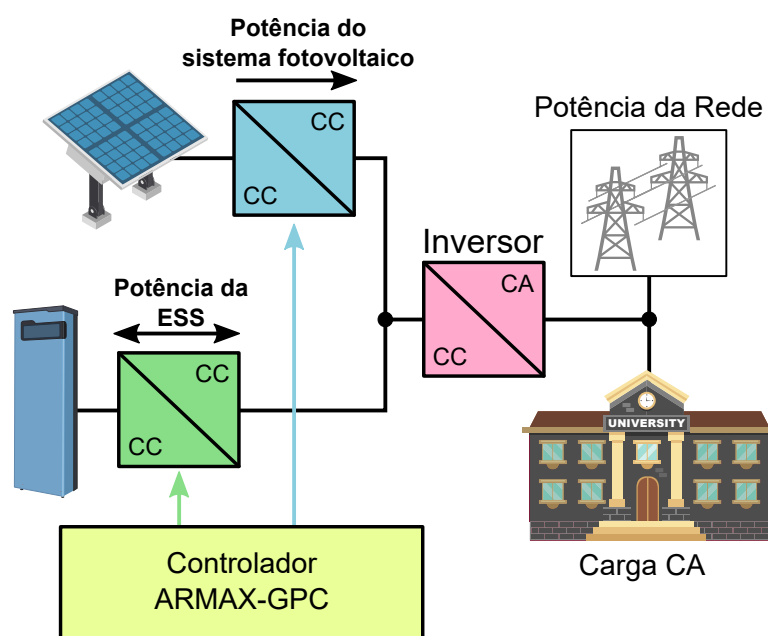 Potência do
sistema fotovoltaico
CC
CC
Potência da Rede
Inversor
CA
CC
Potência da
ESS
CC
CC
UNIVERSITY
Carga CA
Controlador
ARMAX-GPC